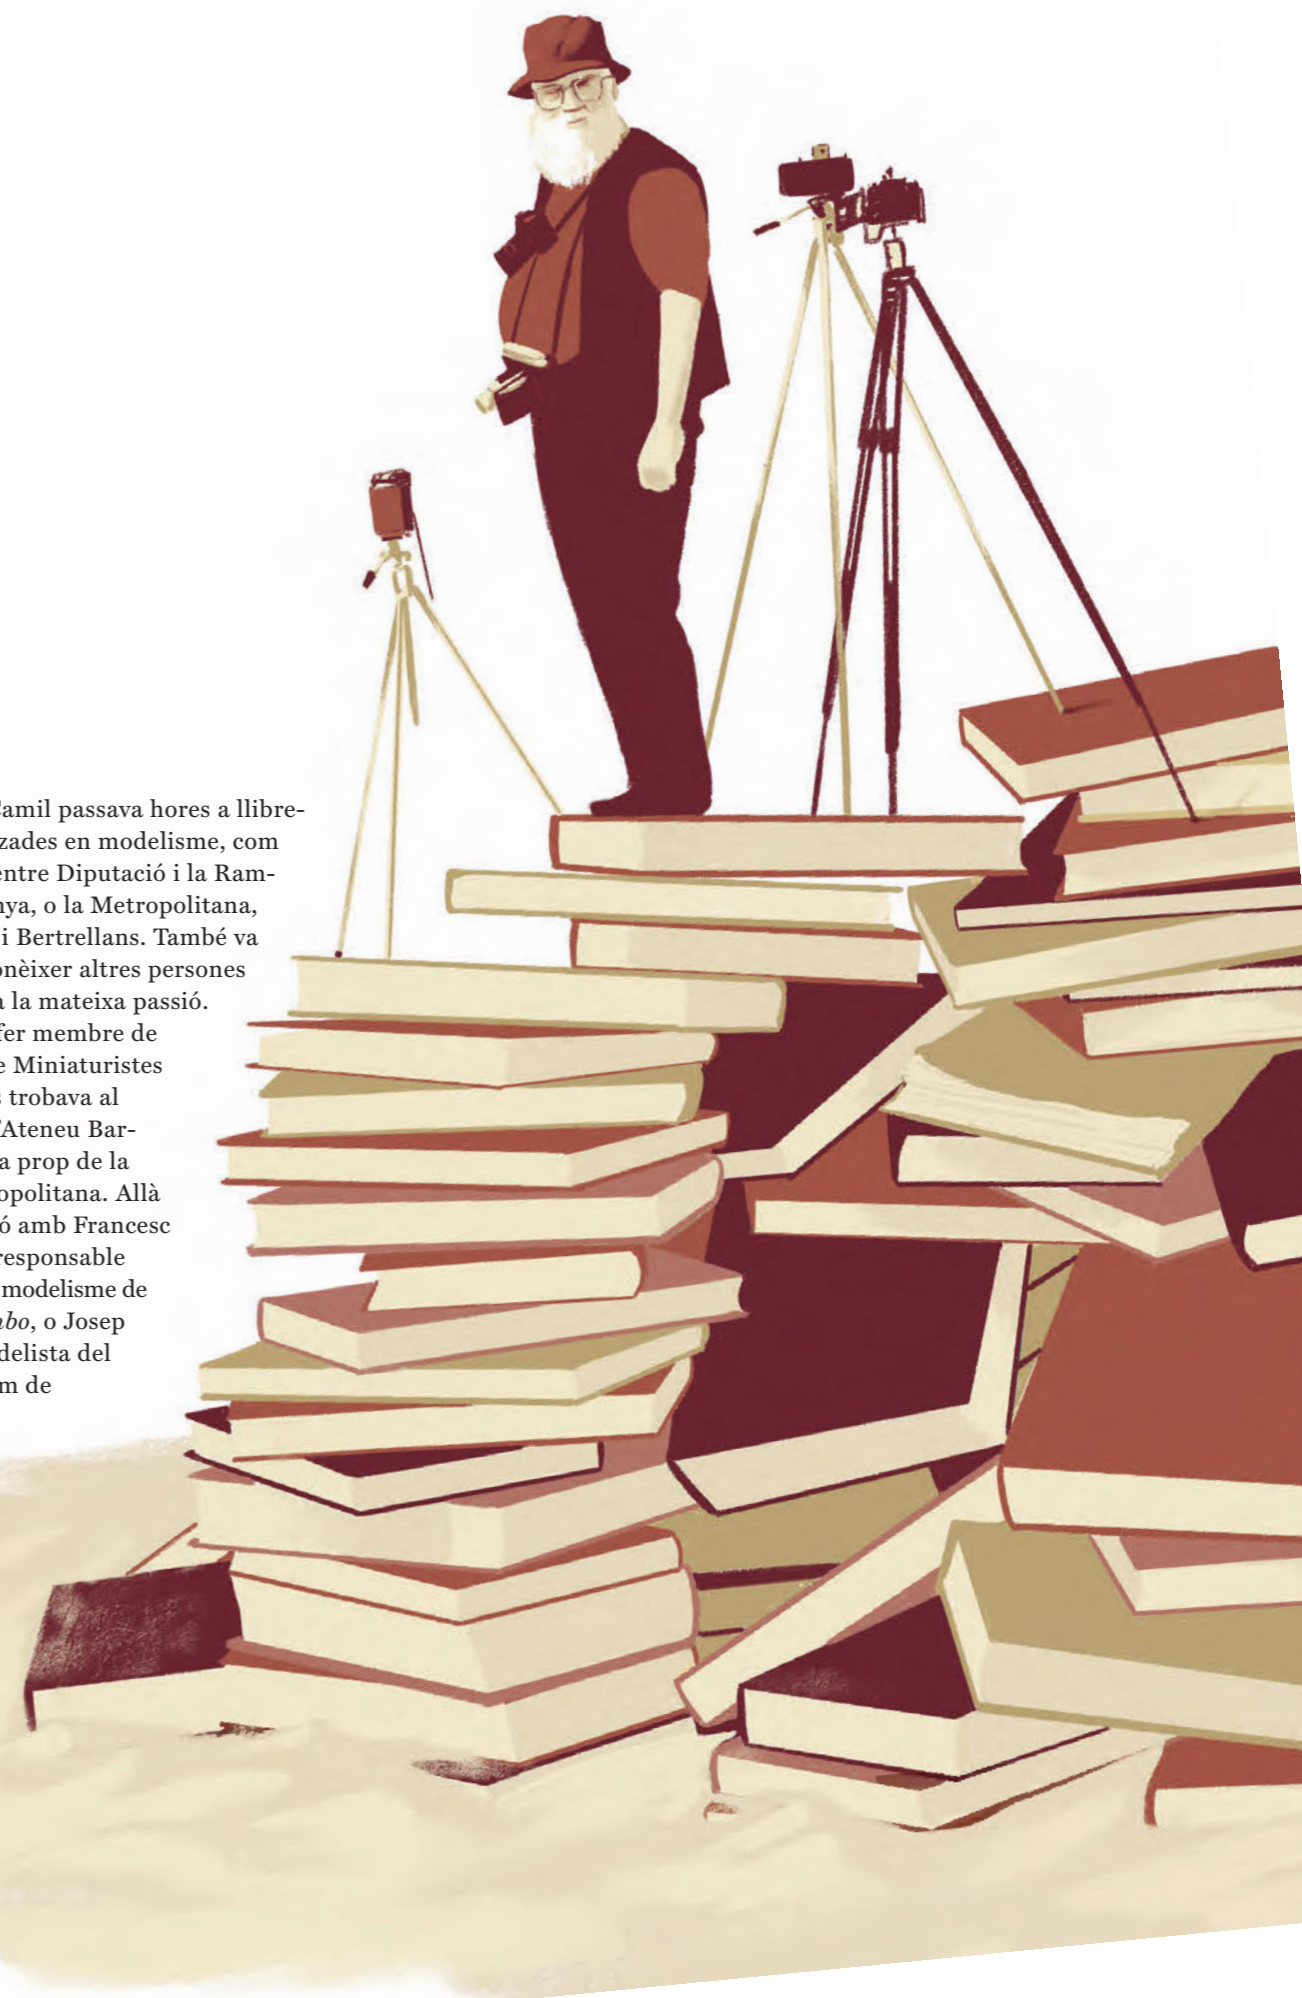 Camil passava hores a llibre-
zades en modelisme, com
entre Diputació i la Ram-
nya, o la Metropolitana,
i Bertrellans. També va
onèixer altres persones
a la mateixa passió.
fer membre de
e Miniaturistes
s trobava al
'Ateneu Bar-
a prop de la
opolitana. Allà
ó amb Francesc
responsable
modelisme de
nbo, o Josep
delista del
m de